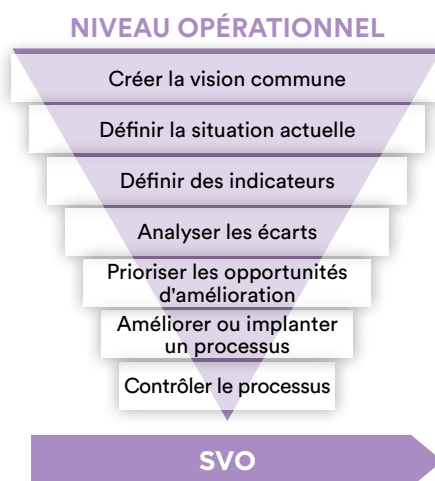 NIVEAU OPÉRATIONNEL
Créer la vision commune
Définir la situation actuelle
Définir des indicateurs
Analyser les écarts
Prioriser les opportunités
d'amélioration
Améliorer ou implanter
un processus
Contrôler le processus
SVO